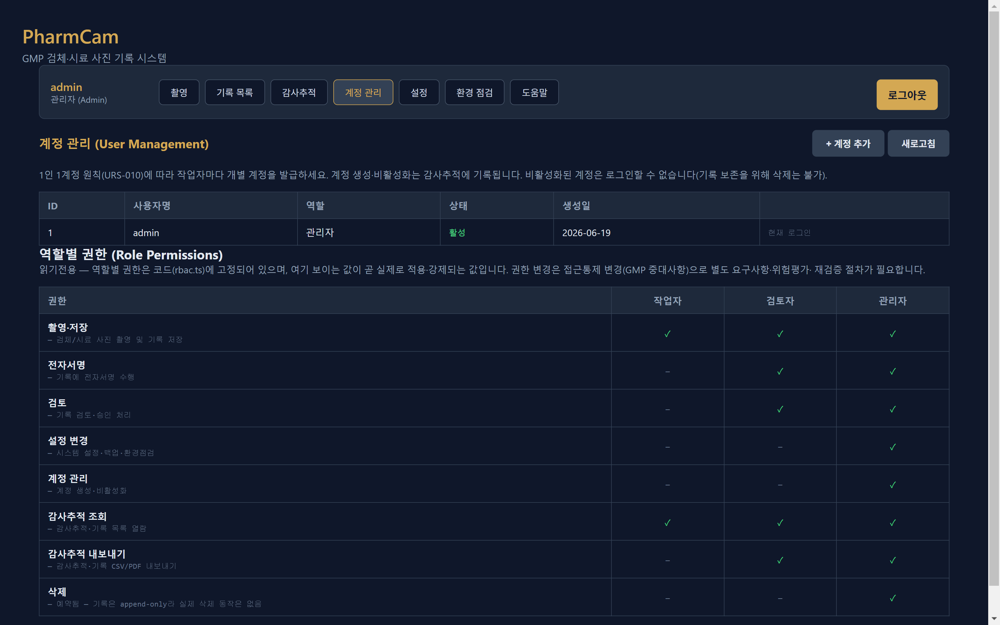 PharmCam
GMP 검체·시료 사진 기록 시스템
admin
관리자 (Admin)
촬영
기록 목록
감사추적
계정 관리
설정
환경 점검
도움말
로그아웃
계정 관리 (User Management)
+ 계정 추가
새로고침
1인 1계정 원칙(URS-010)에 따라 작업자마다 개별 계정을 발급하세요. 계정 생성·비활성화는 감사추적에 기록됩니다. 비활성화된 계정은 로그인할 수 없습니다(기록 보존을 위해 삭제는 불가).
ID 사용자명 역할 상태 생성일
1 admin 관리자 활성 2026-06-19 현재 로그인
역할별 권한 (Role Permissions)
읽기전용 — 역할별 권한은 코드(rbac.ts)에 고정되어 있으며, 여기 보이는 값이 곧 실제로 적용·강제되는 값입니다. 권한 변경은 접근통제 변경(GMP 중대사항)으로 별도 요구사항·위험평가· 재검증 절차가 필요합니다.
권한 작업자 검토자 관리자
촬영·저장
— 검체/시료 사진 촬영 및 기록 저장
✓ ✓ ✓
전자서명
— 기록에 전자서명 수행
– ✓ ✓
검토
— 기록 검토·승인 처리
– ✓ ✓
설정 변경
— 시스템 설정·백업·환경점검
– – ✓
계정 관리
— 계정 생성·비활성화
– – ✓
감사추적 조회
— 감사추적·기록 목록 열람
✓ ✓ ✓
감사추적 내보내기
— 감사추적·기록 CSV/PDF 내보내기
– ✓ ✓
삭제
— 예약됨 — 기록은 append-only라 실제 삭제 동작은 없음
– – ✓